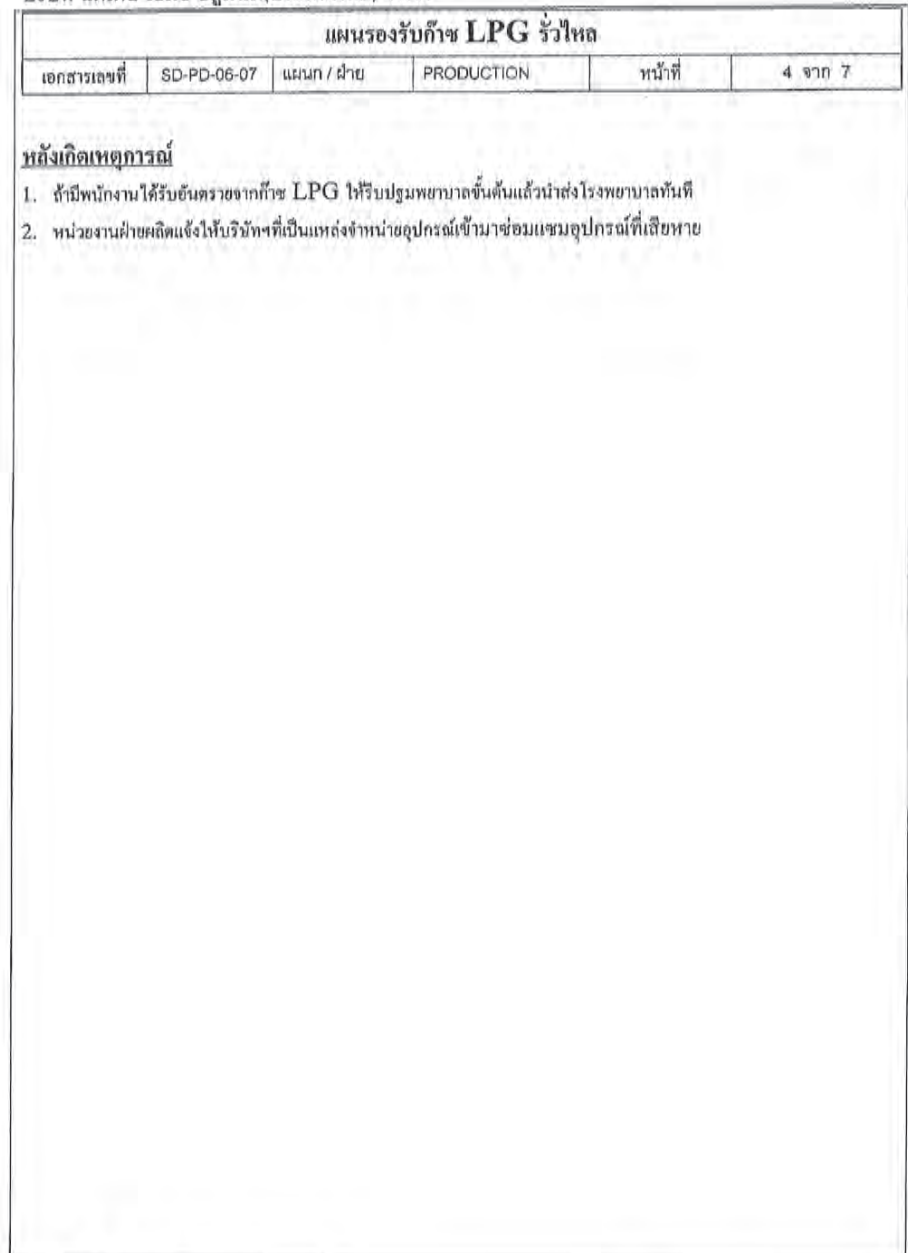 แผนรองรับก๊าซ LPG รั่วไหล
เอกสารเลขที่ SD-PD-06-07 แผนก / ฝ่าย PRODUCTION หน้าที่ 4 จาก 7
หลังเกิดเหตุการณ์
1. ถ้ามีพนักงานได้รับอันตรายจากก๊าซ LPG ให้รีบปฐมพยาบาลขั้นต้นแล้วนำส่งโรงพยาบาลทันที
2. หน่วยงานฝ่ายผลิตแจ้งให้บริษัทฯที่เป็นแหล่งจำหน่ายอุปกรณ์เข้ามาซ่อมแซมอุปกรณ์ที่เสียหาย